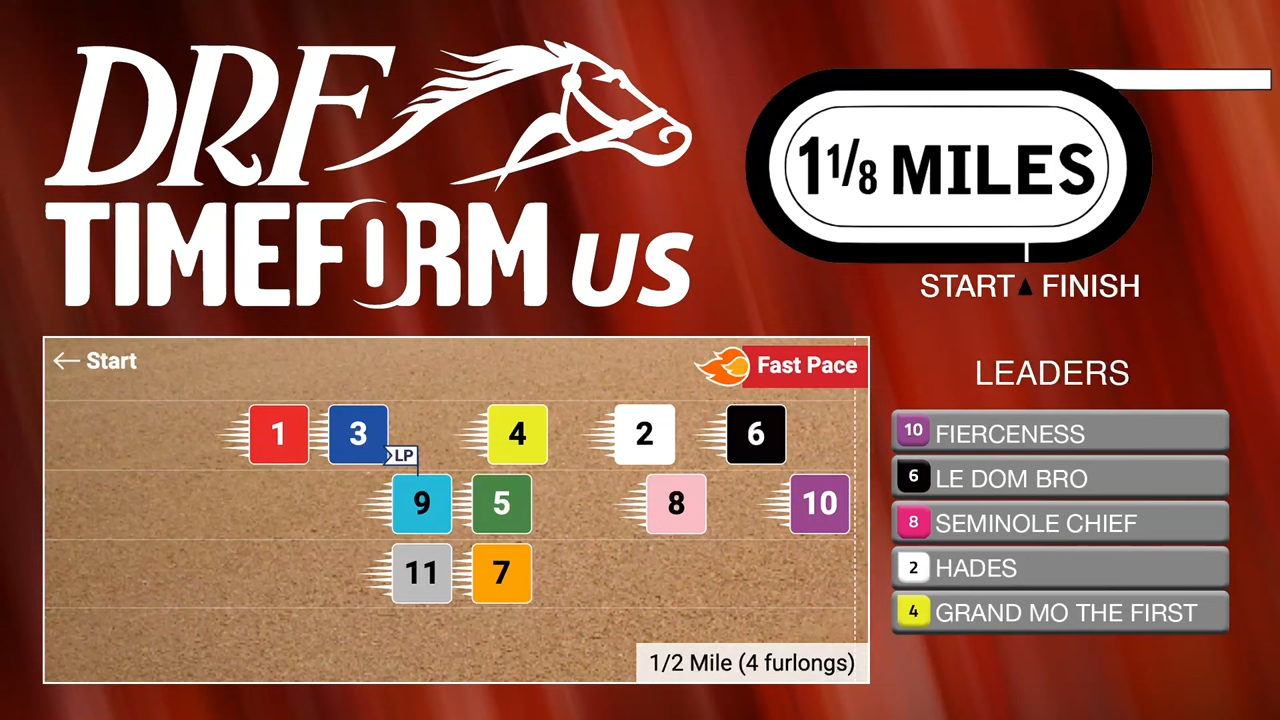 DRF
TIMEFORM US
1 1/8 MILES
START ▲ FINISH
← Start
Fast Pace
1
3
4
2
6
LP
9
5
8
10
11
7
1/2 Mile (4 furlongs)
LEADERS
10 FIERCENESS
6 LE DOM BRO
8 SEMINOLE CHIEF
2 HADES
4 GRAND MO THE FIRST